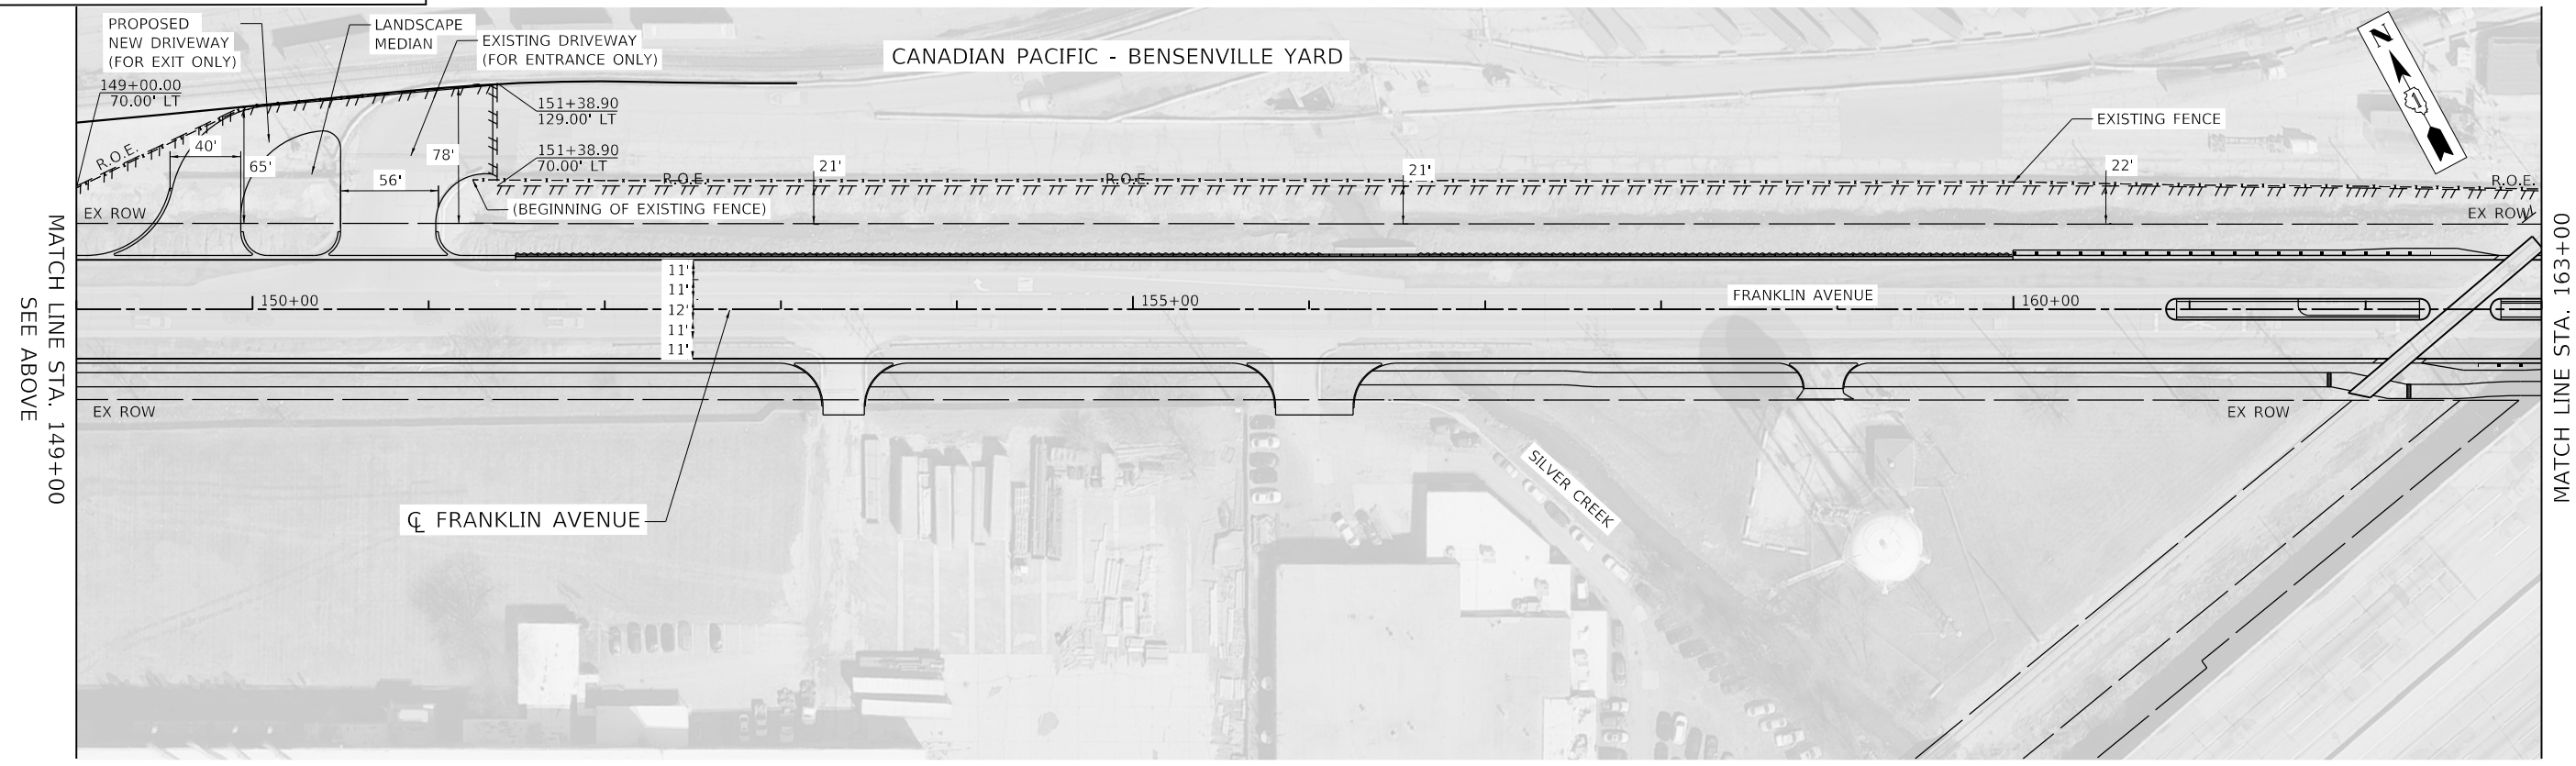 PROPOSED
NEW DRIVEWAY
(FOR EXIT ONLY)
LANDSCAPE
MEDIAN
EXISTING DRIVEWAY
(FOR ENTRANCE ONLY)
CANADIAN PACIFIC - BENSENVILLE YARD
N
149+00.00
70.00' LT
151+38.90
129.00' LT
151+38.90
70.00' LT
EXISTING FENCE
R.O.E.
40'
65'
78'
56'
21'
21'
22'
R.O.E.
R.O.E.
R.O.E.
(BEGINNING OF EXISTING FENCE)
EX ROW
EX ROW
11'
11'
12'
11'
11'
150+00
155+00
FRANKLIN AVENUE
160+00
EX ROW
EX ROW
SILVER CREEK
℄ FRANKLIN AVENUE
MATCH LINE STA. 149+00
SEE ABOVE
MATCH LINE STA. 163+00